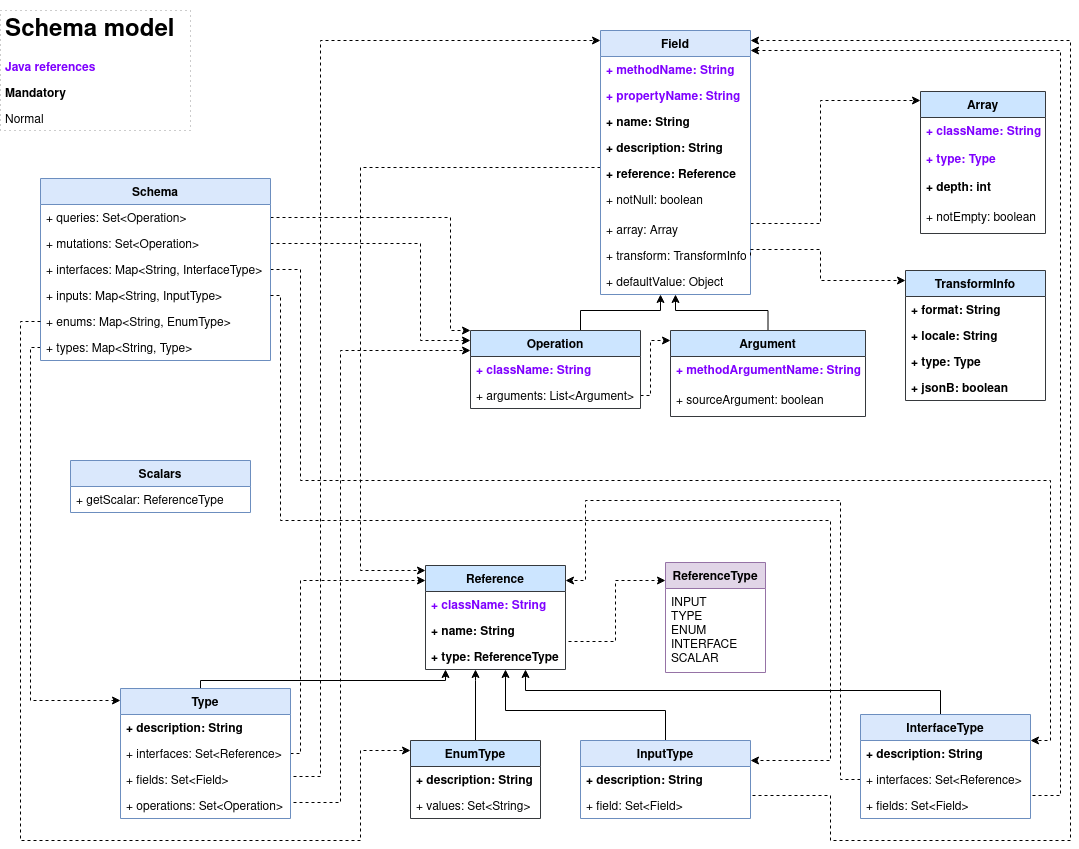 Schema model
Java references
Mandatory
Normal
Field
+ methodName: String
+ propertyName: String
+ name: String
+ description: String
+ reference: Reference
+ notNull: boolean
+ array: Array
+ transform: TransformInfo
+ defaultValue: Object
Array
+ className: String
+ type: Type
+ depth: int
+ notEmpty: boolean
Schema
+ queries: Set<Operation>
+ mutations: Set<Operation>
+ interfaces: Map<String, InterfaceType>
+ inputs: Map<String, InputType>
+ enums: Map<String, EnumType>
+ types: Map<String, Type>
TransformInfo
+ format: String
+ locale: String
+ type: Type
+ jsonB: boolean
Operation
+ className: String
+ arguments: List<Argument>
Argument
+ methodArgumentName: String
+ sourceArgument: boolean
Scalars
+ getScalar: ReferenceType
Reference
+ className: String
+ name: String
+ type: ReferenceType
ReferenceType
INPUT
TYPE
ENUM
INTERFACE
SCALAR
Type
+ description: String
+ interfaces: Set<Reference>
+ fields: Set<Field>
+ operations: Set<Operation>
EnumType
+ description: String
+ values: Set<String>
InputType
+ description: String
+ field: Set<Field>
InterfaceType
+ description: String
+ interfaces: Set<Reference>
+ fields: Set<Field>